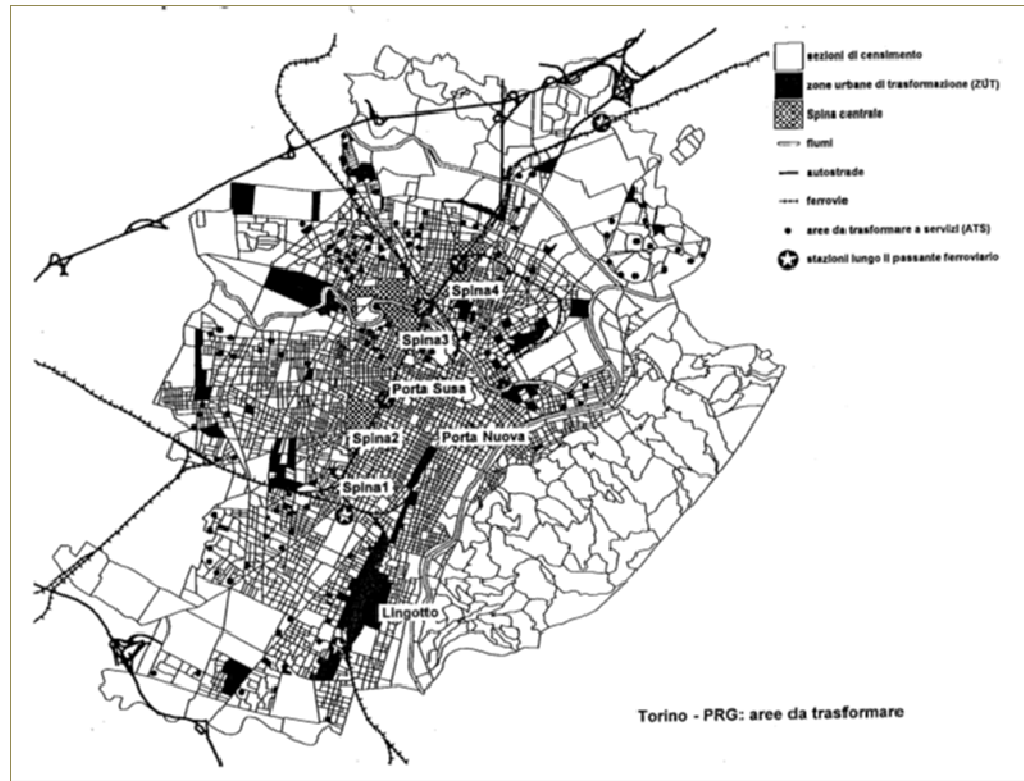 sezioni di censimento
zone urbane di trasformazione (ZUT)
Spina centrale
fiumi
autostrade
ferrovie
aree da trasformare a servizi (ATS)
stazioni lungo il passante ferroviario
Spina4
Spina3
Porta Susa
Spina2
Porta Nuova
Spina1
Lingotto
Torino - PRG: aree da trasformare